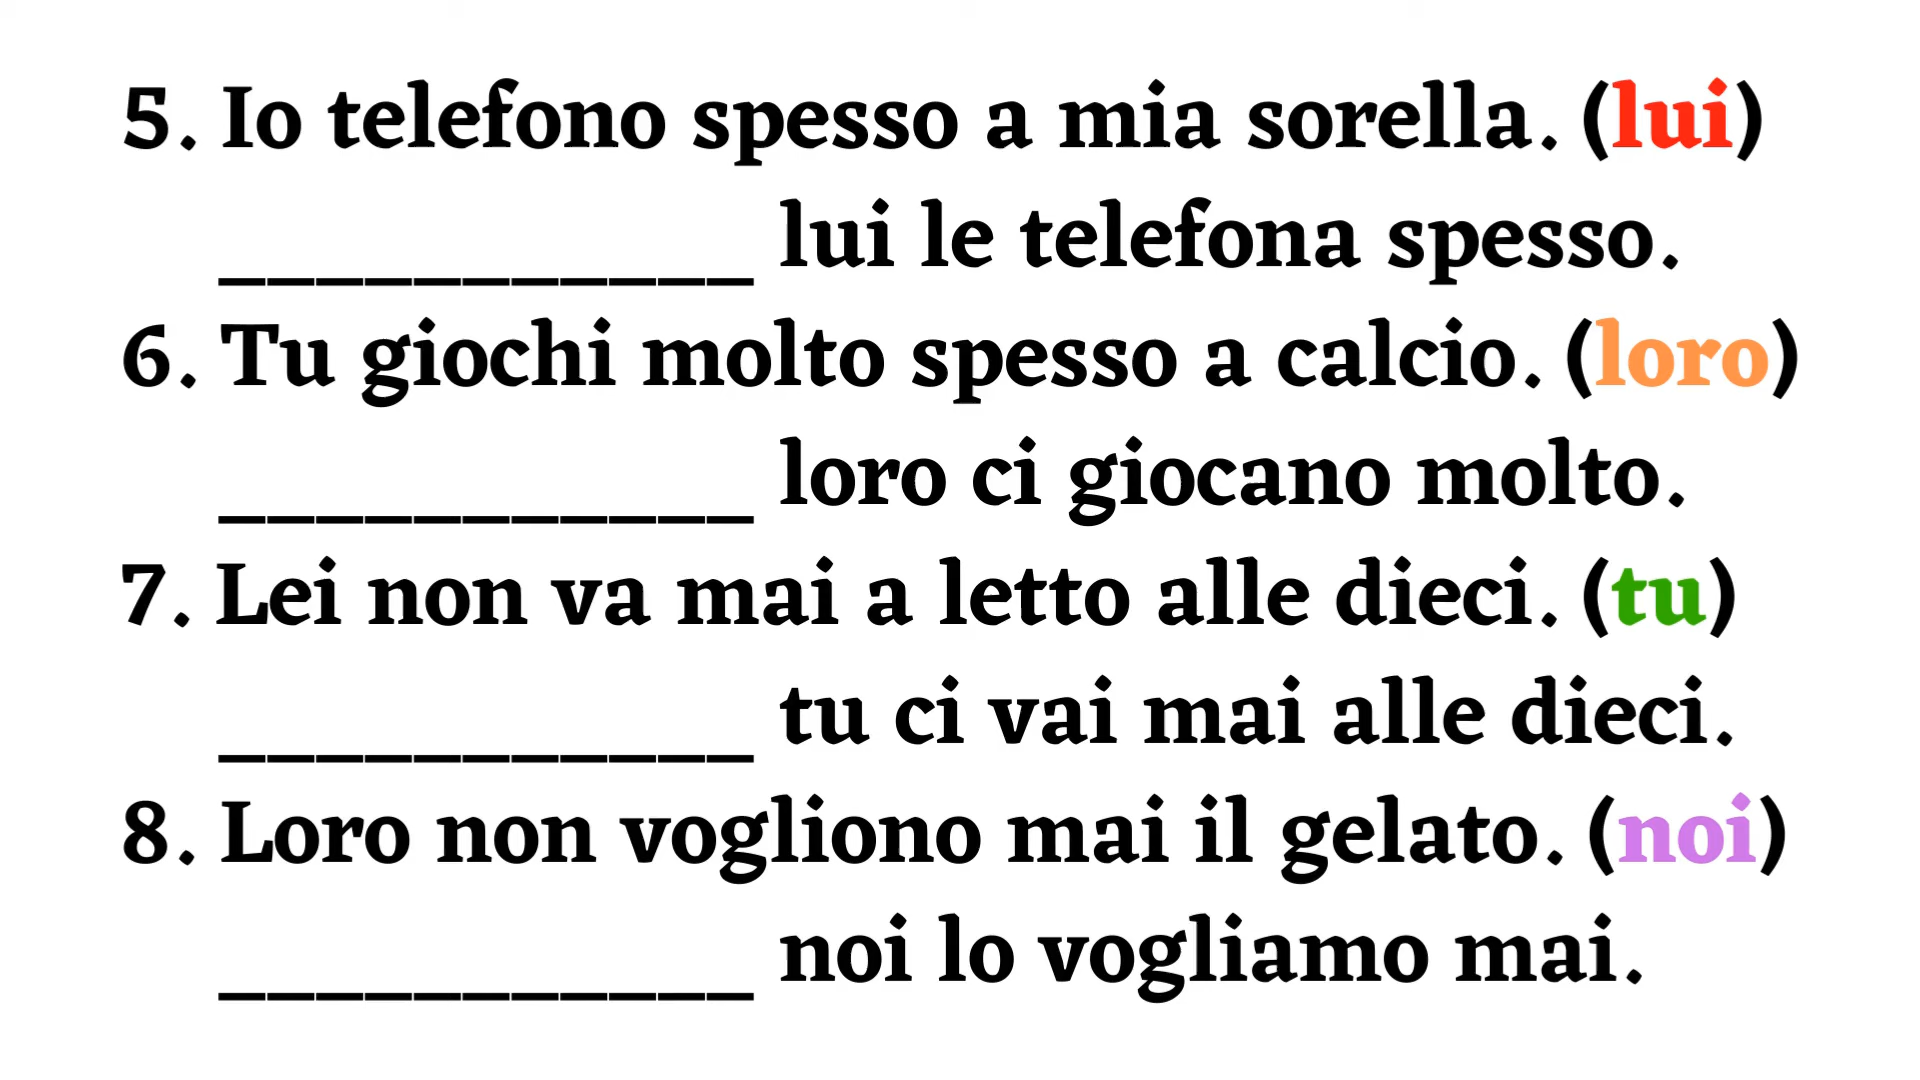 5. Io telefono spesso a mia sorella. (lui)
___________ lui le telefona spesso.
6. Tu giochi molto spesso a calcio. (loro)
___________ loro ci giocano molto.
7. Lei non va mai a letto alle dieci. (tu)
___________ tu ci vai mai alle dieci.
8. Loro non vogliono mai il gelato. (noi)
___________ noi lo vogliamo mai.